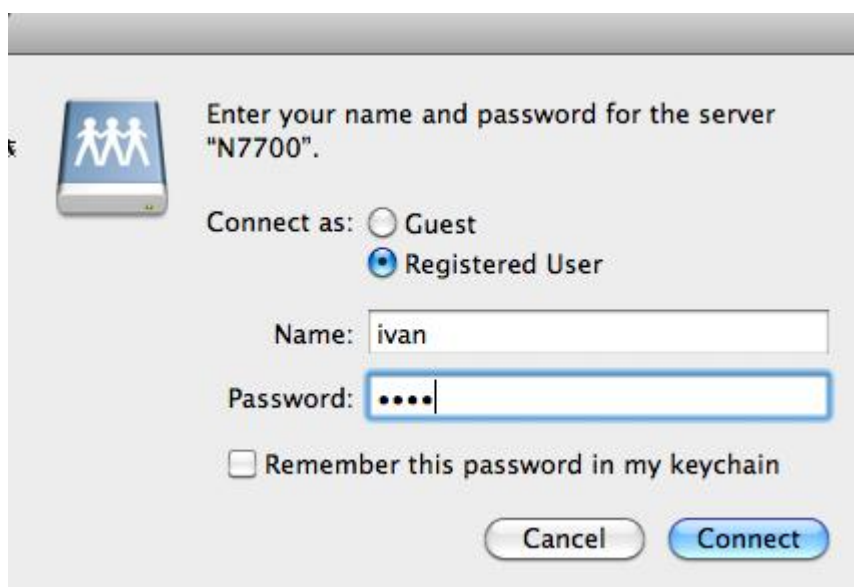 Enter your name and password for the server
“N7700”.
Connect as: Guest
Registered User
Name: ivan
Password: ••••
Remember this password in my keychain
Cancel Connect